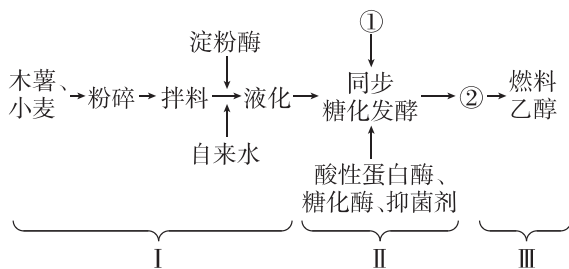 淀粉酶
①
木薯、
小麦
粉碎
拌料
液化
同步
糖化发酵
②
燃料
乙醇
自来水
酸性蛋白酶、
糖化酶、抑菌剂
Ⅰ
Ⅱ
Ⅲ